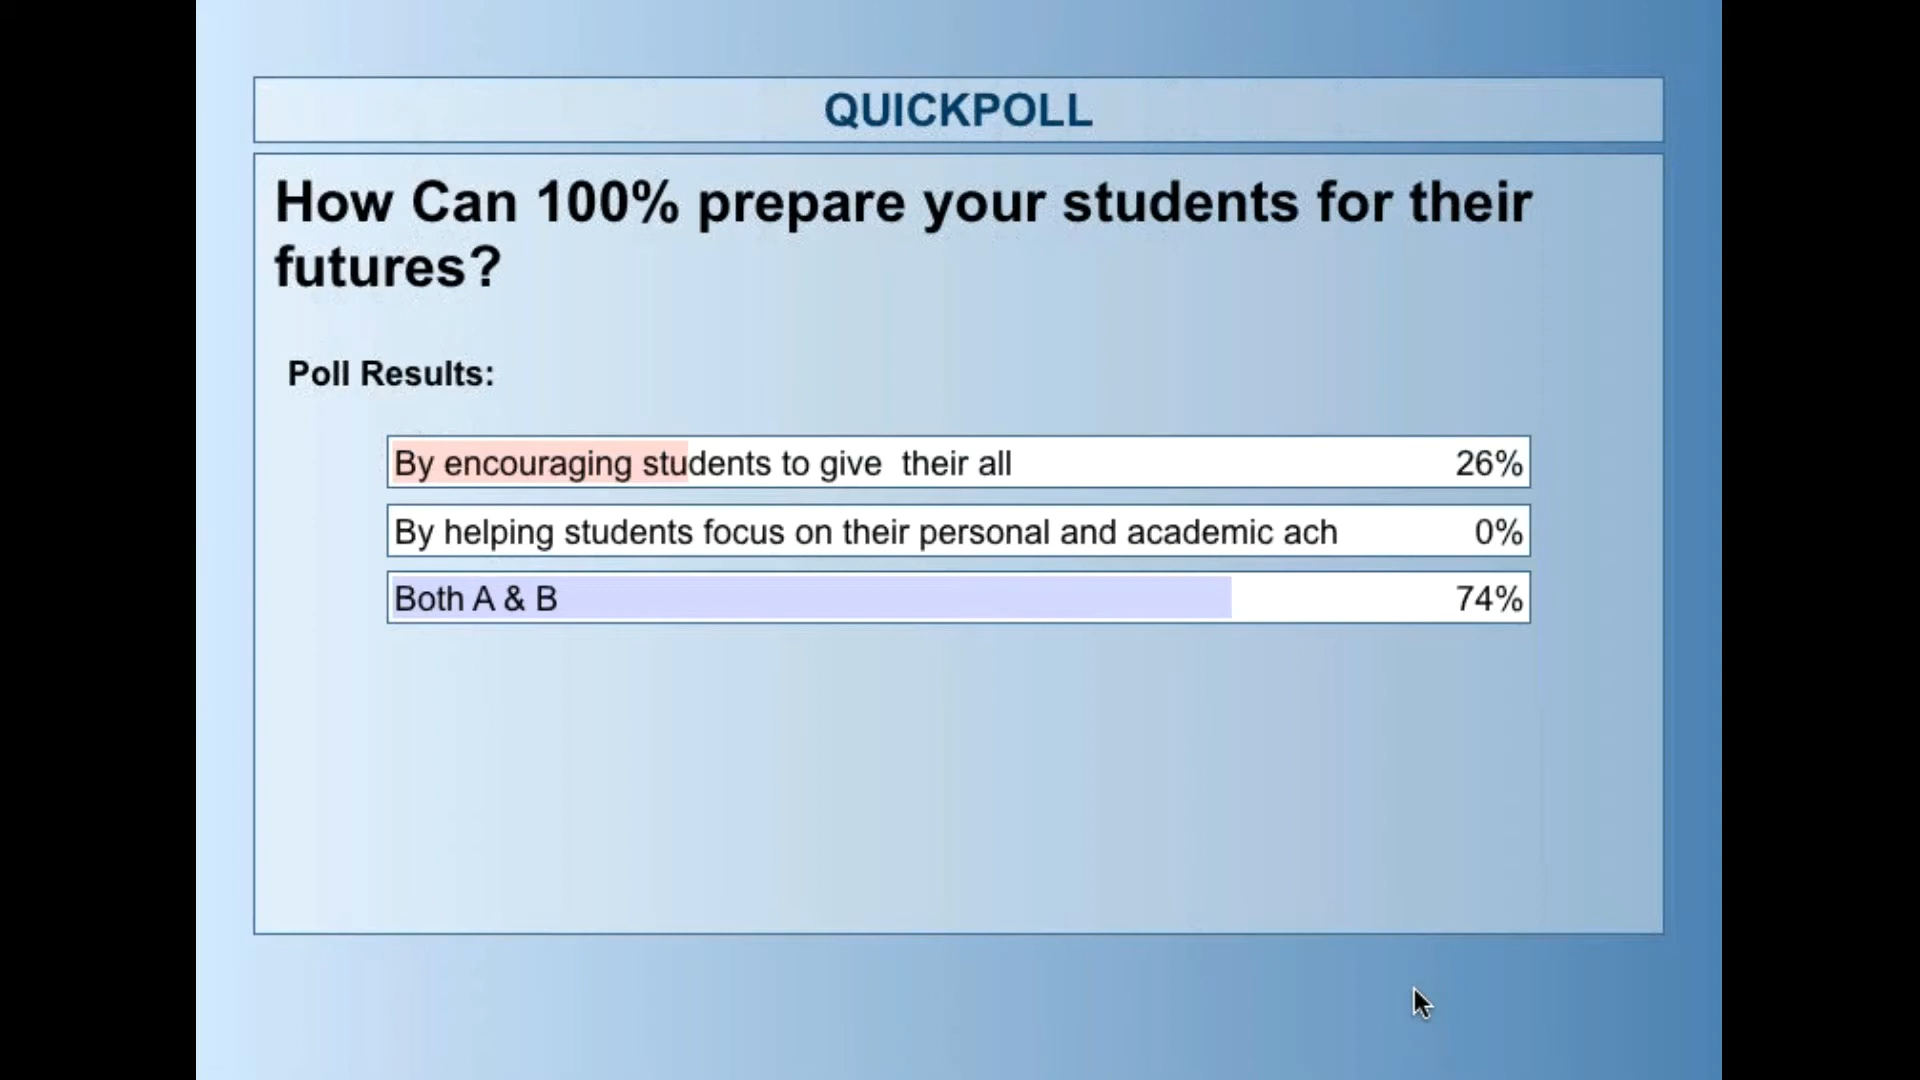 QUICKPOLL
How Can 100% prepare your students for their
futures?
Poll Results:
By encouraging students to give  their all 26%
By helping students focus on their personal and academic ach 0%
Both A & B 74%